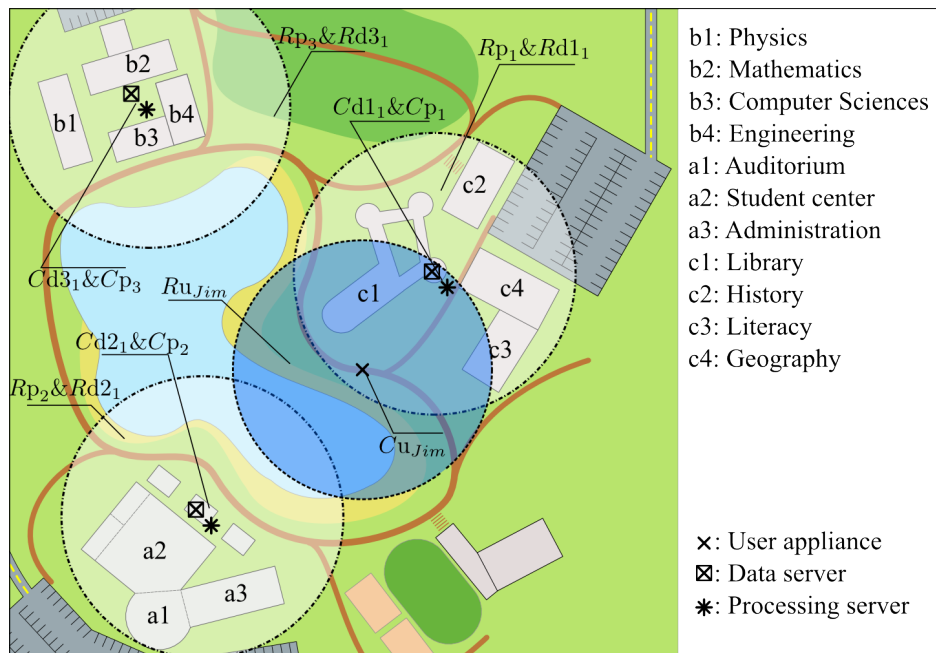 Rp₃&Rd3₁
Rp₁&Rd1₁
Cd1₁&Cp₁
b2
b1
b4
b3
c2
Cd3₁&Cp₃
Ru_Jim
c1
c4
c3
Cd2₁&Cp₂
Rp₂&Rd2₁
Cu_Jim
a2
a3
a1
b1: Physics
b2: Mathematics
b3: Computer Sciences
b4: Engineering
a1: Auditorium
a2: Student center
a3: Administration
c1: Library
c2: History
c3: Literacy
c4: Geography
: User appliance
: Data server
: Processing server